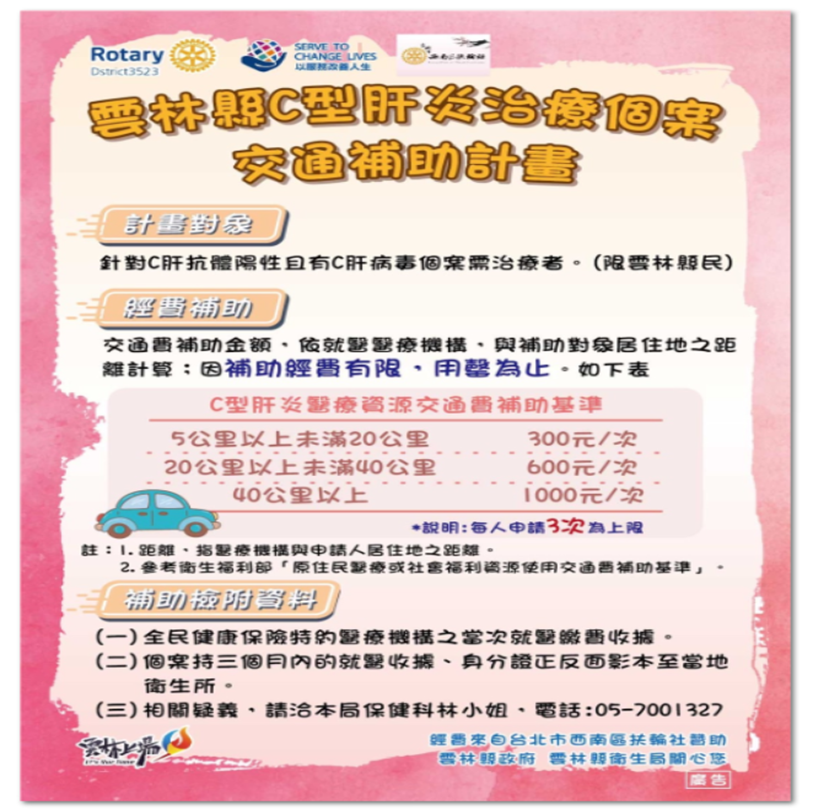 Rotary
District3523
SERVE TO
CHANGE LIVES
以服務改善人生
西南區扶輪社
雲林縣C型肝炎治療個案
交通補助計畫
計畫對象
針對C肝抗體陽性且有C肝病毒個案需治療者。(限雲林縣民)
經費補助
交通費補助金額、依就醫醫療機構、與補助對象居住地之距
離計算;因補助經費有限,用罄為止。如下表
C型肝炎醫療資源交通費補助基準
5公里以上未滿20公里 300元/次
20公里以上未滿40公里 600元/次
40公里以上 1000元/次
*說明:每人申請3次為上限
註:1.距離、指醫療機構與申請人居住地之距離。
2.參考衛生福利部「原住民醫療或社會福利資源使用交通費補助基準」。
補助檢附資料
(一)全民健康保險特約醫療機構之當次就醫繳費收據。
(二)個案持三個月內的就醫收據、身分證正反面影本至當地
衛生所。
(三)相關疑義、請洽本局保健科林小姐、電話:05-7001327
雲林上場
經費來自台北市西南區扶輪社贊助
雲林縣政府 雲林縣衛生局關心您
廣告